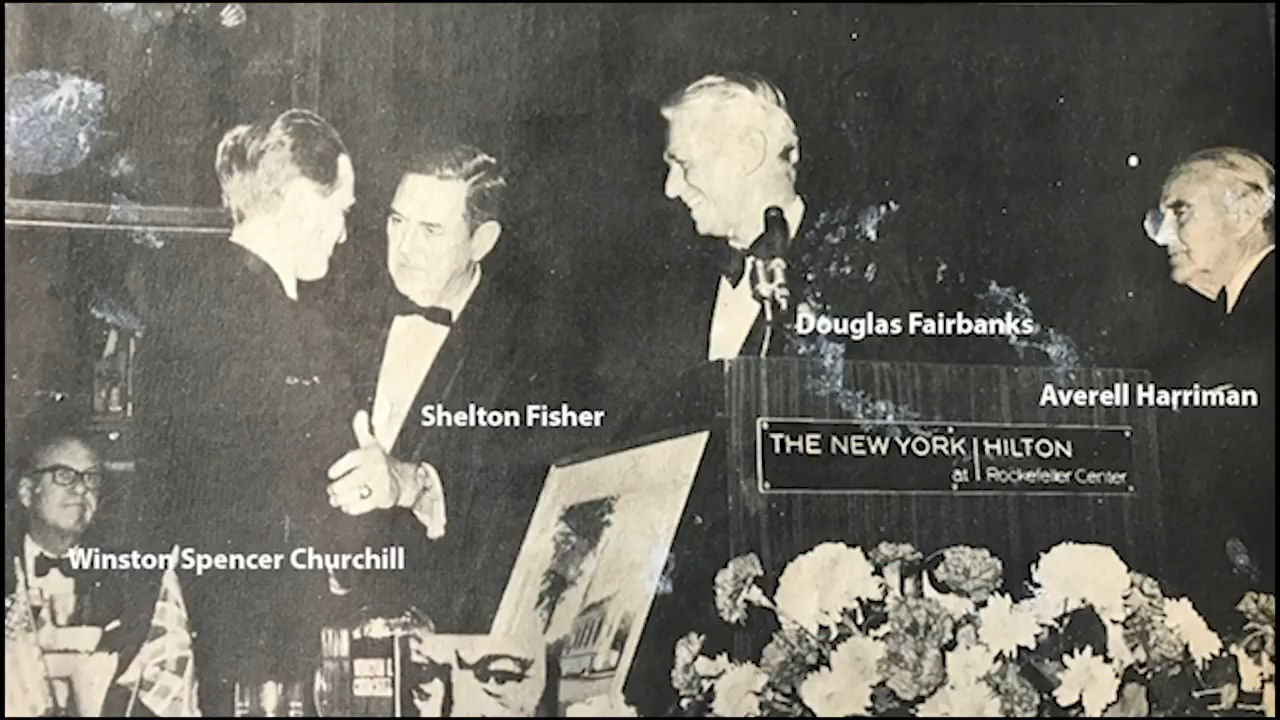 Douglas Fairbanks
Averell Harriman
Shelton Fisher
THE NEW YORK HILTON
at Rockefeller Center
Winston Spencer Churchill